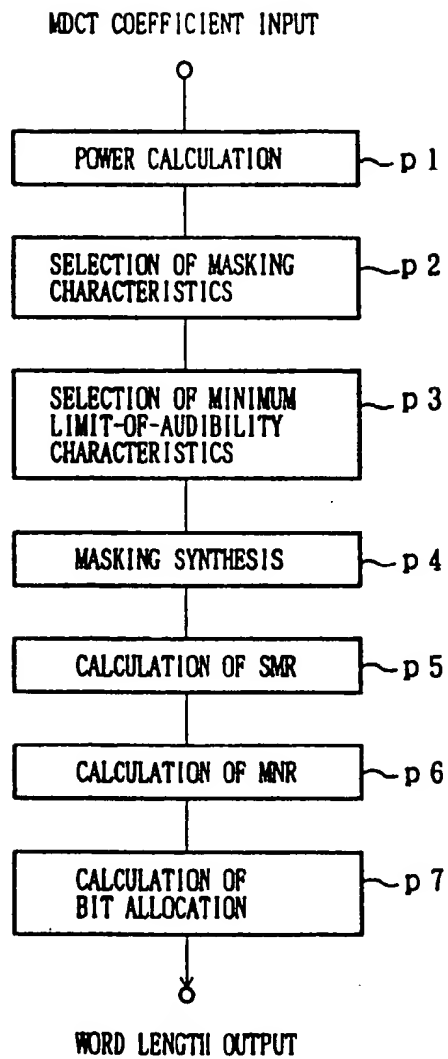 MDCT COEFFICIENT INPUT
POWER CALCULATION
p 1
SELECTION OF MASKING
CHARACTERISTICS
p 2
SELECTION OF MINIMUM
LIMIT-OF-AUDIBILITY
CHARACTERISTICS
p 3
MASKING SYNTHESIS
p 4
CALCULATION OF SMR
p 5
CALCULATION OF MNR
p 6
CALCULATION OF
BIT ALLOCATION
p 7
WORD LENGTH OUTPUT